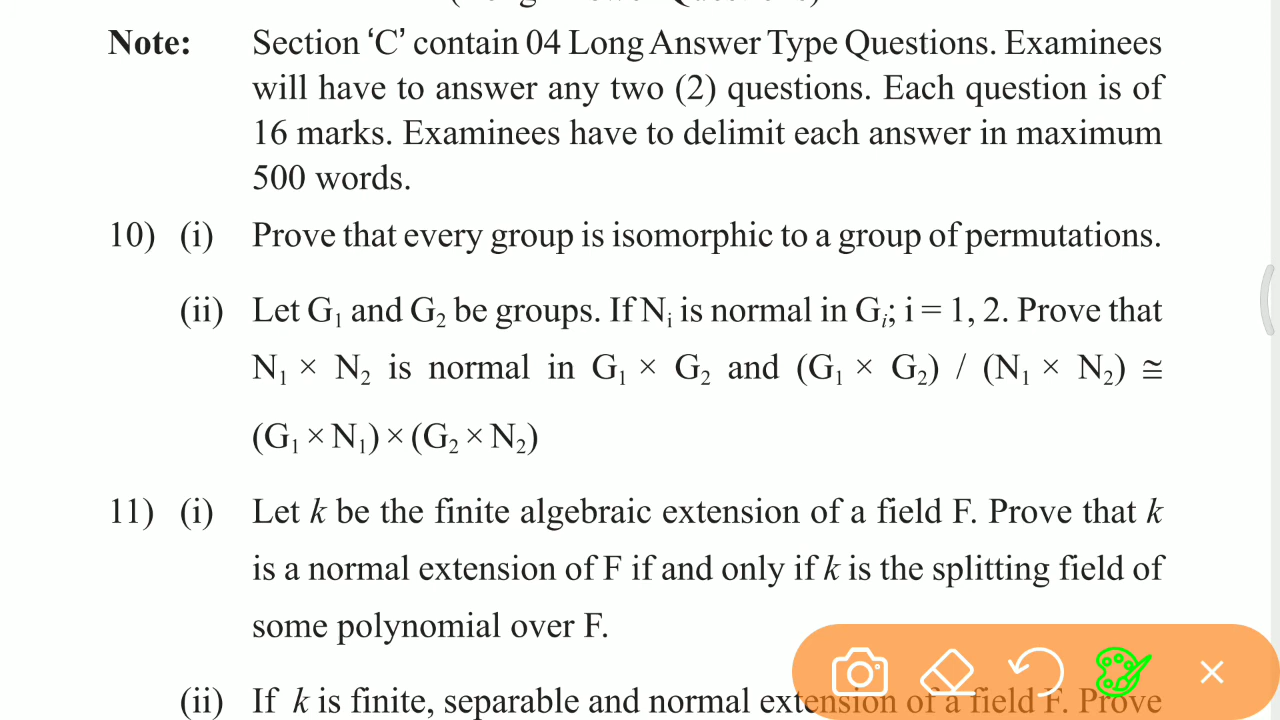 Note: Section ‘C’ contain 04 Long Answer Type Questions. Examinees
will have to answer any two (2) questions. Each question is of
16 marks. Examinees have to delimit each answer in maximum
500 words.
10) (i) Prove that every group is isomorphic to a group of permutations.
(ii) Let G₁ and G₂ be groups. If Nᵢ is normal in Gᵢ; i = 1, 2. Prove that
N₁ × N₂ is normal in G₁ × G₂ and (G₁ × G₂) / (N₁ × N₂) ≅
(G₁ × N₁) × (G₂ × N₂)
11) (i) Let k be the finite algebraic extension of a field F. Prove that k
is a normal extension of F if and only if k is the splitting field of
some polynomial over F.
(ii) If k is finite, separable and normal extension of a field F. Prove